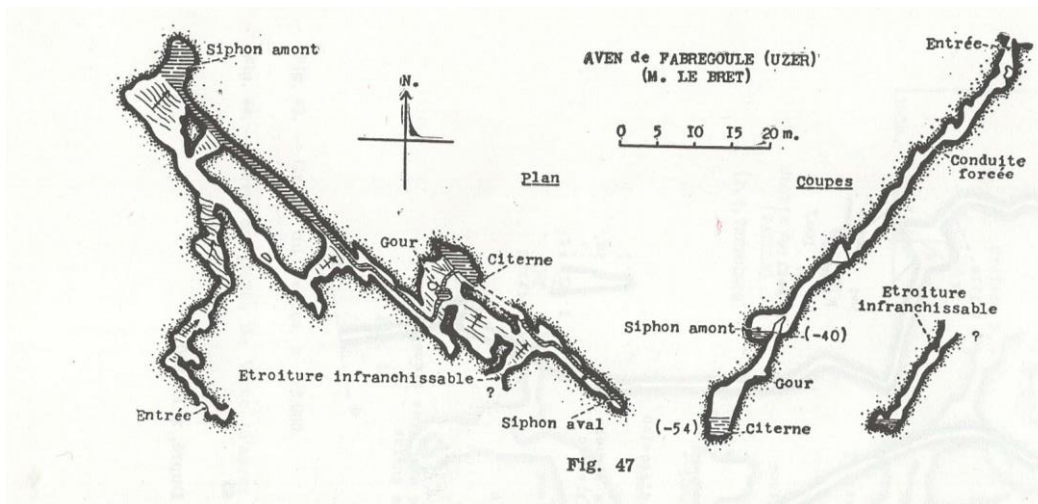 Siphon amont
AVEN de FABREGOULE (UZER)
(M. LE BRET)
N.
0 5 10 15 20 m.
Plan
Coupes
Entrée
Conduite
forcée
Gour
Citerne
Etroiture infranchissable
?
Siphon aval
Entrée
Siphon amont
(-40)
Gour
(-54)
Citerne
Etroiture
infranchissable
?
Fig. 47